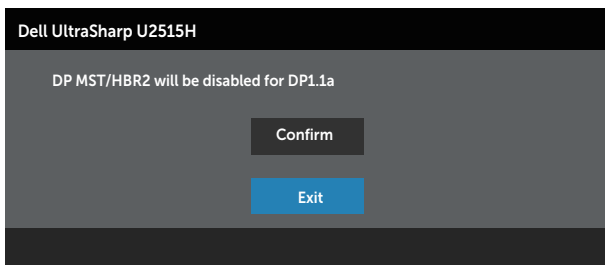 Dell UltraSharp U2515H
DP MST/HBR2 will be disabled for DP1.1a
Confirm
Exit